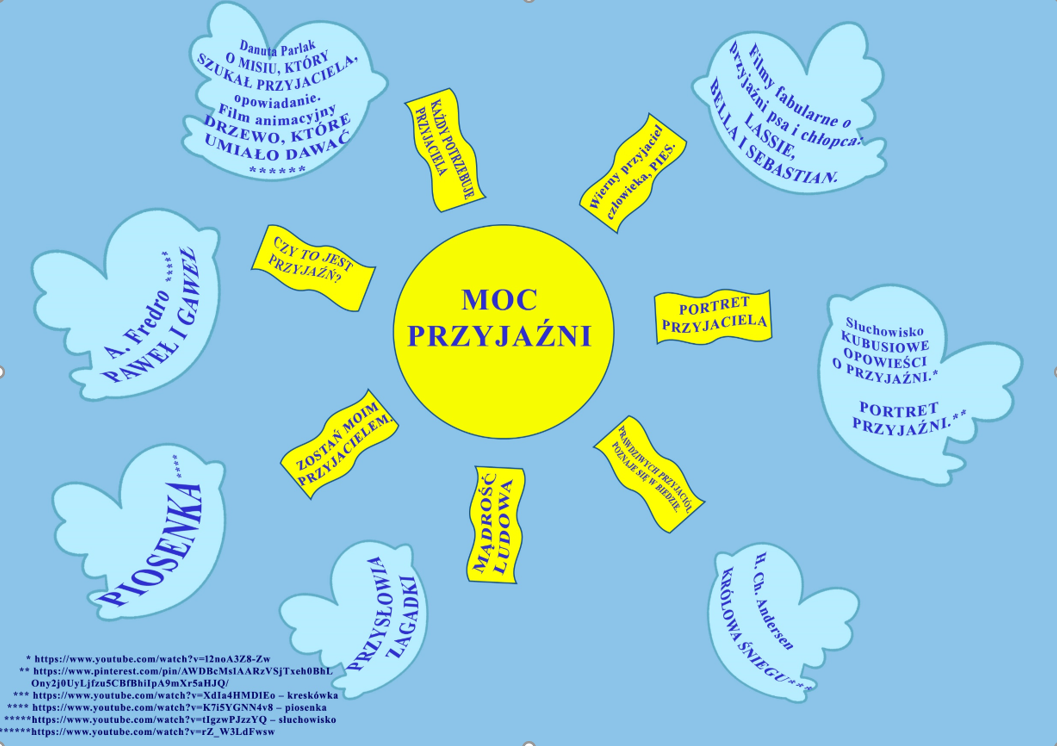 Danuta Parlak
O MISIU, KTÓRY
SZUKAŁ PRZYJACIELA,
opowiadanie.
Film animacyjny
DRZEWO, KTÓRE
UMIAŁO DAWAĆ
******
KAŻDY POTRZEBUJE
PRZYJACIELA
Wierny przyjaciel
człowieka, PIES.
Filmy fabularne o
przyjaźni psa i chłopca:
LASSIE,
BELLA I SEBASTIAN.
CZY TO JEST
PRZYJAŹŃ?
A. Fredro *****
PAWEŁ I GAWEŁ
MOC
PRZYJAŹNI
PORTRET
PRZYJACIELA
Słuchowisko
KUBUSIOWE
OPOWIEŚCI
O PRZYJAŹNI.*
PORTRET
PRZYJAŹNI.**
ZOSTAŃ MOIM
PRZYJACIELEM
PIOSENKA****
MĄDROŚĆ
LUDOWA
PRZYSŁOWIA
ZAGADKI
PRAWDZIWYCH PRZYJACIÓŁ
POZNAJE SIĘ W BIEDZIE.
H. Ch. Andersen
KRÓLOWA ŚNIEGU***
* https://www.youtube.com/watch?v=l2noA3Z8-Zw
** https://www.pinterest.com/pin/AWDBcMsIAARzVSjTxeh0BhL
Ony2j0UyLjfzu5CBfBhiIpA9mXr5aHJQ/
*** https://www.youtube.com/watch?v=XdIa4HMDlEo – kreskówka
**** https://www.youtube.com/watch?v=K7i5YGNN4v8 – piosenka
*****https://www.youtube.com/watch?v=tIgzwPJzzYQ – słuchowisko
******https://www.youtube.com/watch?v=rZ_W3LdFwsw